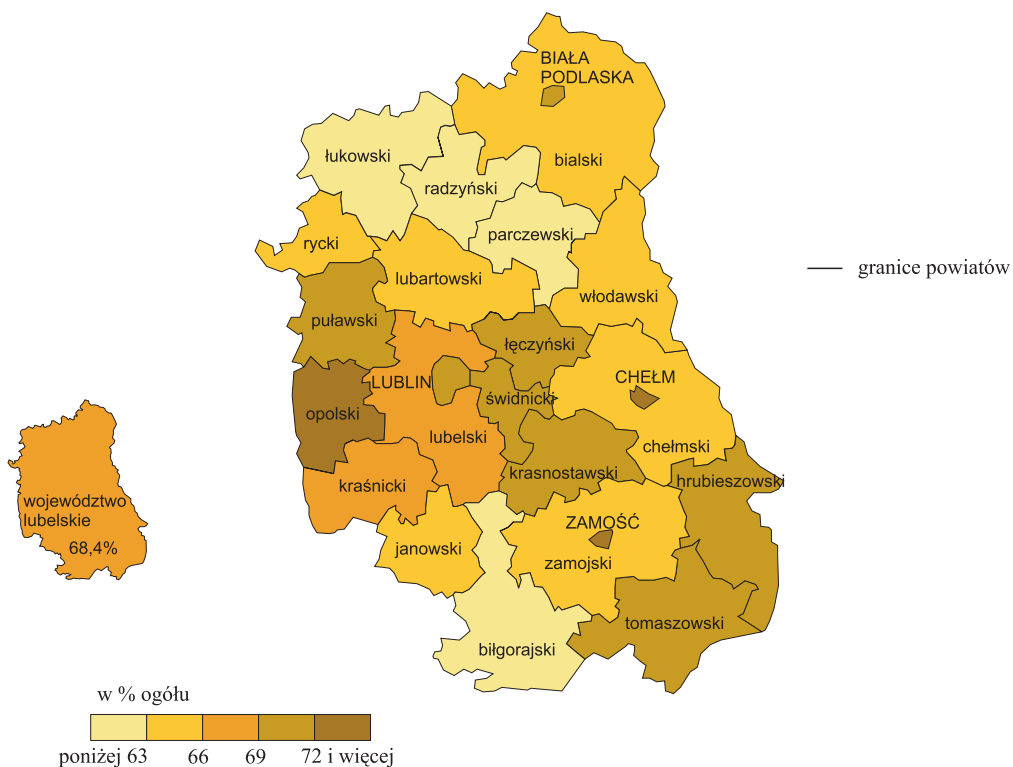 BIAŁA
PODLASKA
łukowski
bialski
radzyński
parczewski
rycki
granice powiatów
lubartowski
włodawski
puławski
łęczyński
LUBLIN
CHEŁM
świdnicki
opolski
lubelski
chełmski
krasnostawski
hrubieszowski
kraśnicki
województwo
lubelskie
ZAMOŚĆ
68,4%
janowski
zamojski
tomaszowski
biłgorajski
w % ogółu
poniżej 63 66 69 72 i więcej